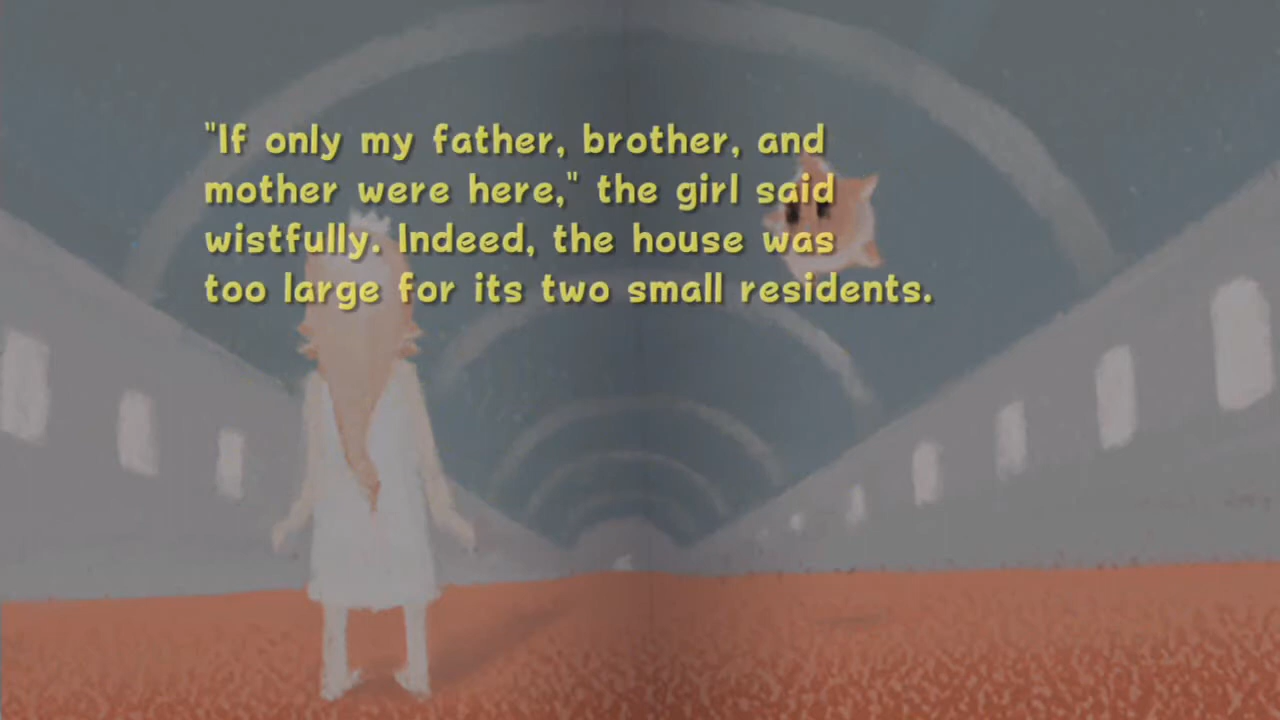 "If only my father, brother, and
mother were here," the girl said
wistfully. Indeed, the house was
too large for its two small residents.